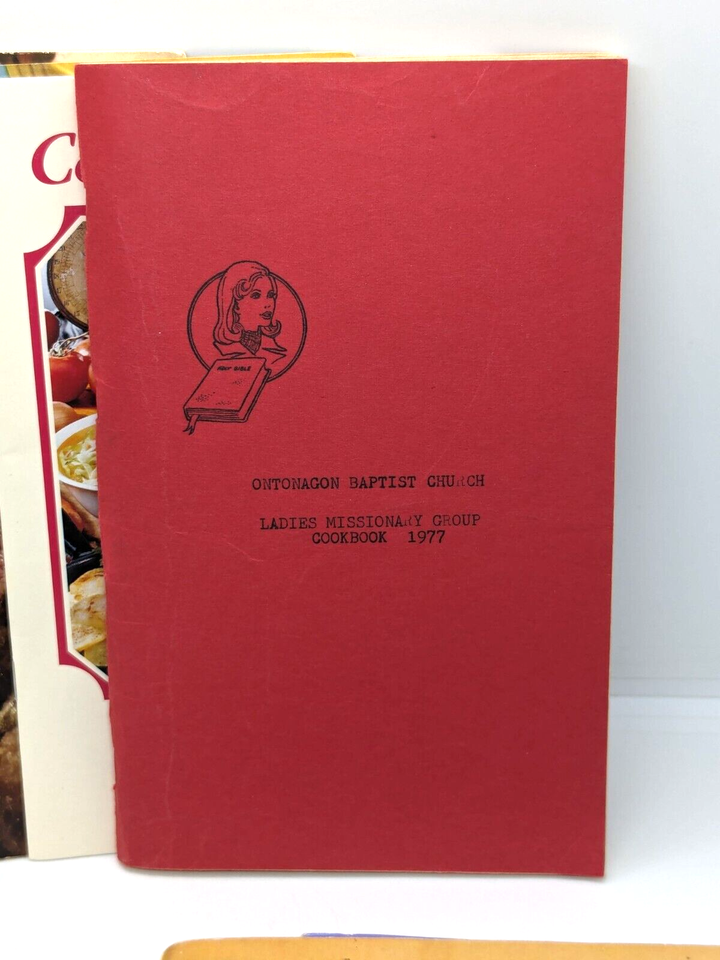 HOLY BIBLE
ONTONAGON BAPTIST CHURCH
LADIES MISSIONARY GROUP
COOKBOOK 1977